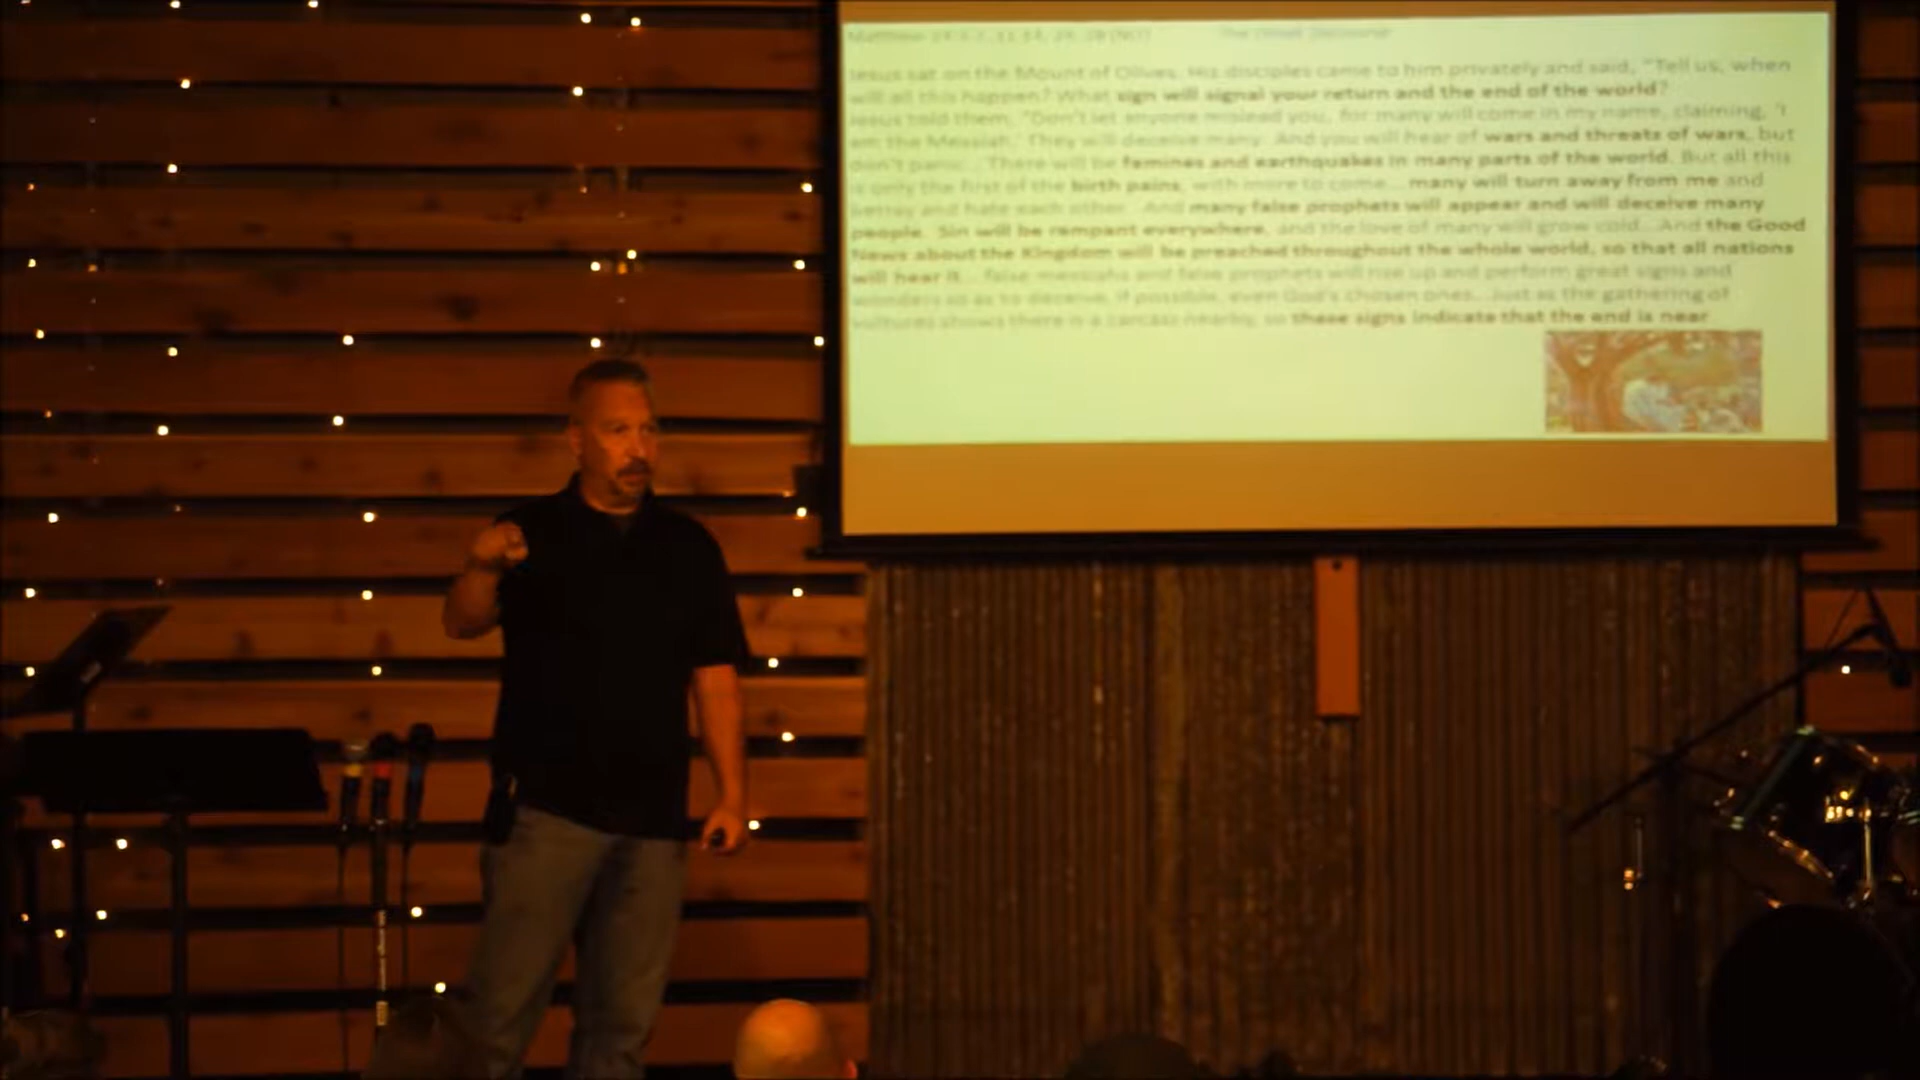 Jesus sat on the Mount of Olives. His disciples came to him privately and said, "Tell us, when
will all this happen? What sign will signal your return and the end of the world?
Jesus told them, "Don't let anyone mislead you, for many will come in my name, claiming, 'I
am the Messiah.' They will deceive many. And you will hear of wars and threats of wars, but
don't panic... There will be famines and earthquakes in many parts of the world. But all this
is only the first of the birth pains, with more to come... many will turn away from me and
betray and hate each other. And many false prophets will appear and will deceive many
people. Sin will be rampant everywhere, and the love of many will grow cold...And the Good
News about the Kingdom will be preached throughout the whole world, so that all nations
will hear it... false messiahs and false prophets will rise up and perform great signs and
wonders so as to deceive, if possible, even God's chosen ones...Just as the gathering of
vultures shows there is a carcass nearby, so these signs indicate that the end is near